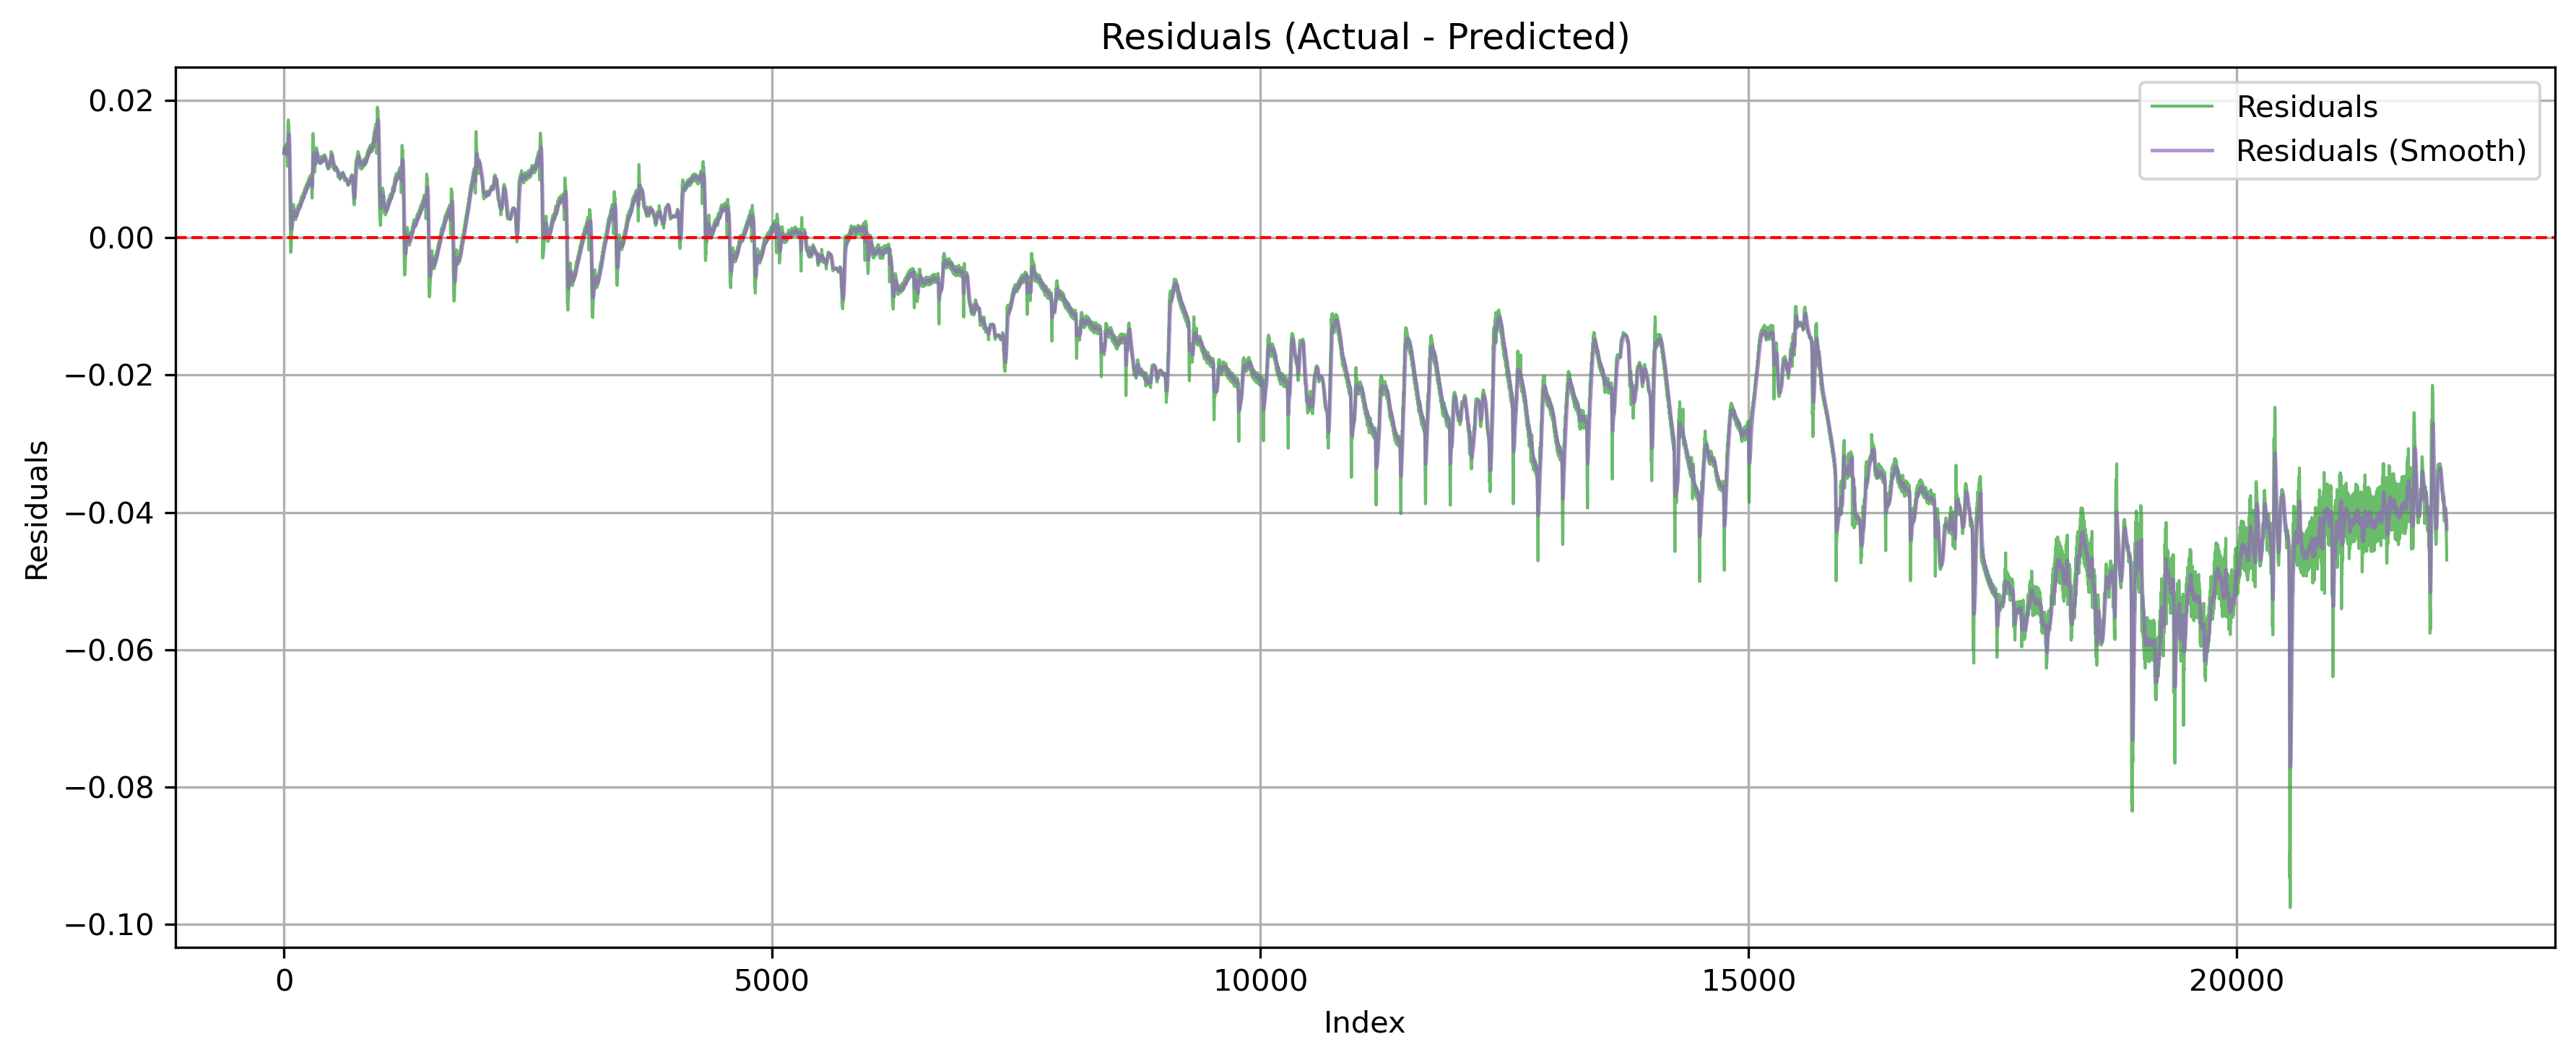 Residuals (Actual - Predicted)
Residuals
Residuals (Smooth)
0.02
0.00
−0.02
−0.04
−0.06
−0.08
−0.10
Residuals
0
5000
10000
15000
20000
Index